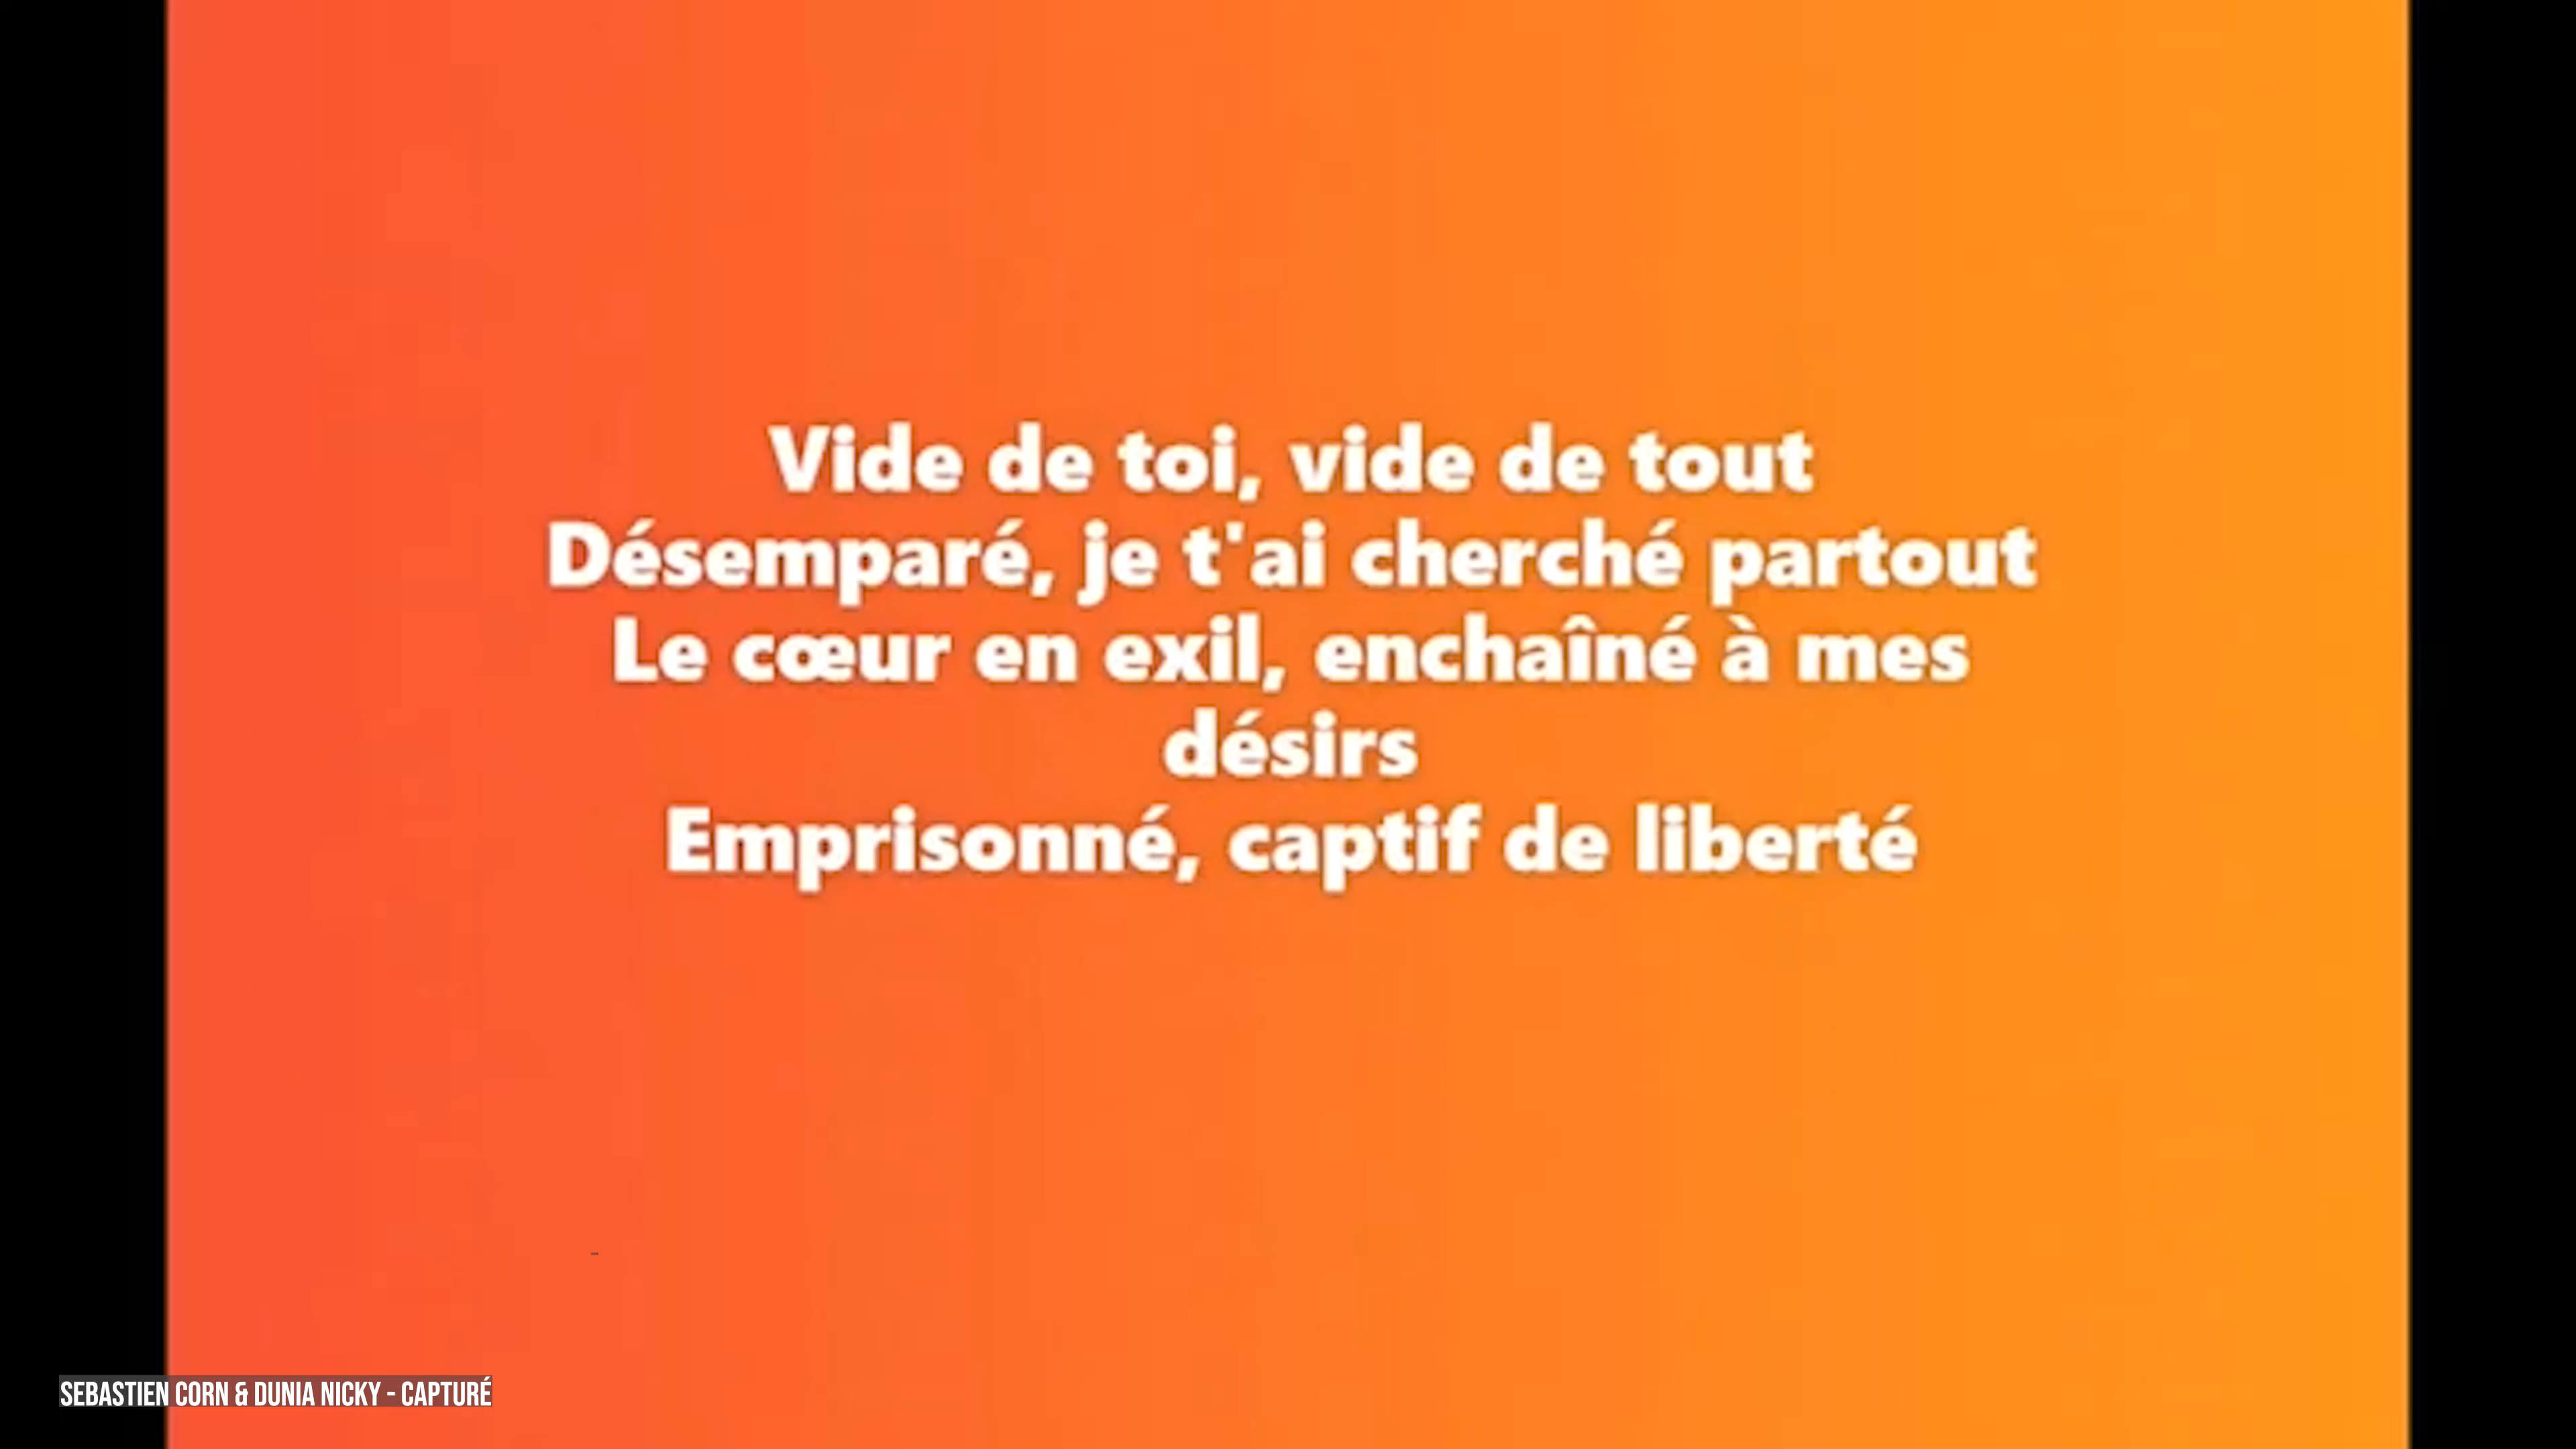 Vide de toi, vide de tout
Désemparé, je t'ai cherché partout
Le cœur en exil, enchaîné à mes
désirs
Emprisonné, captif de liberté
SEBASTIEN CORN & DUNIA NICKY - CAPTURÉ